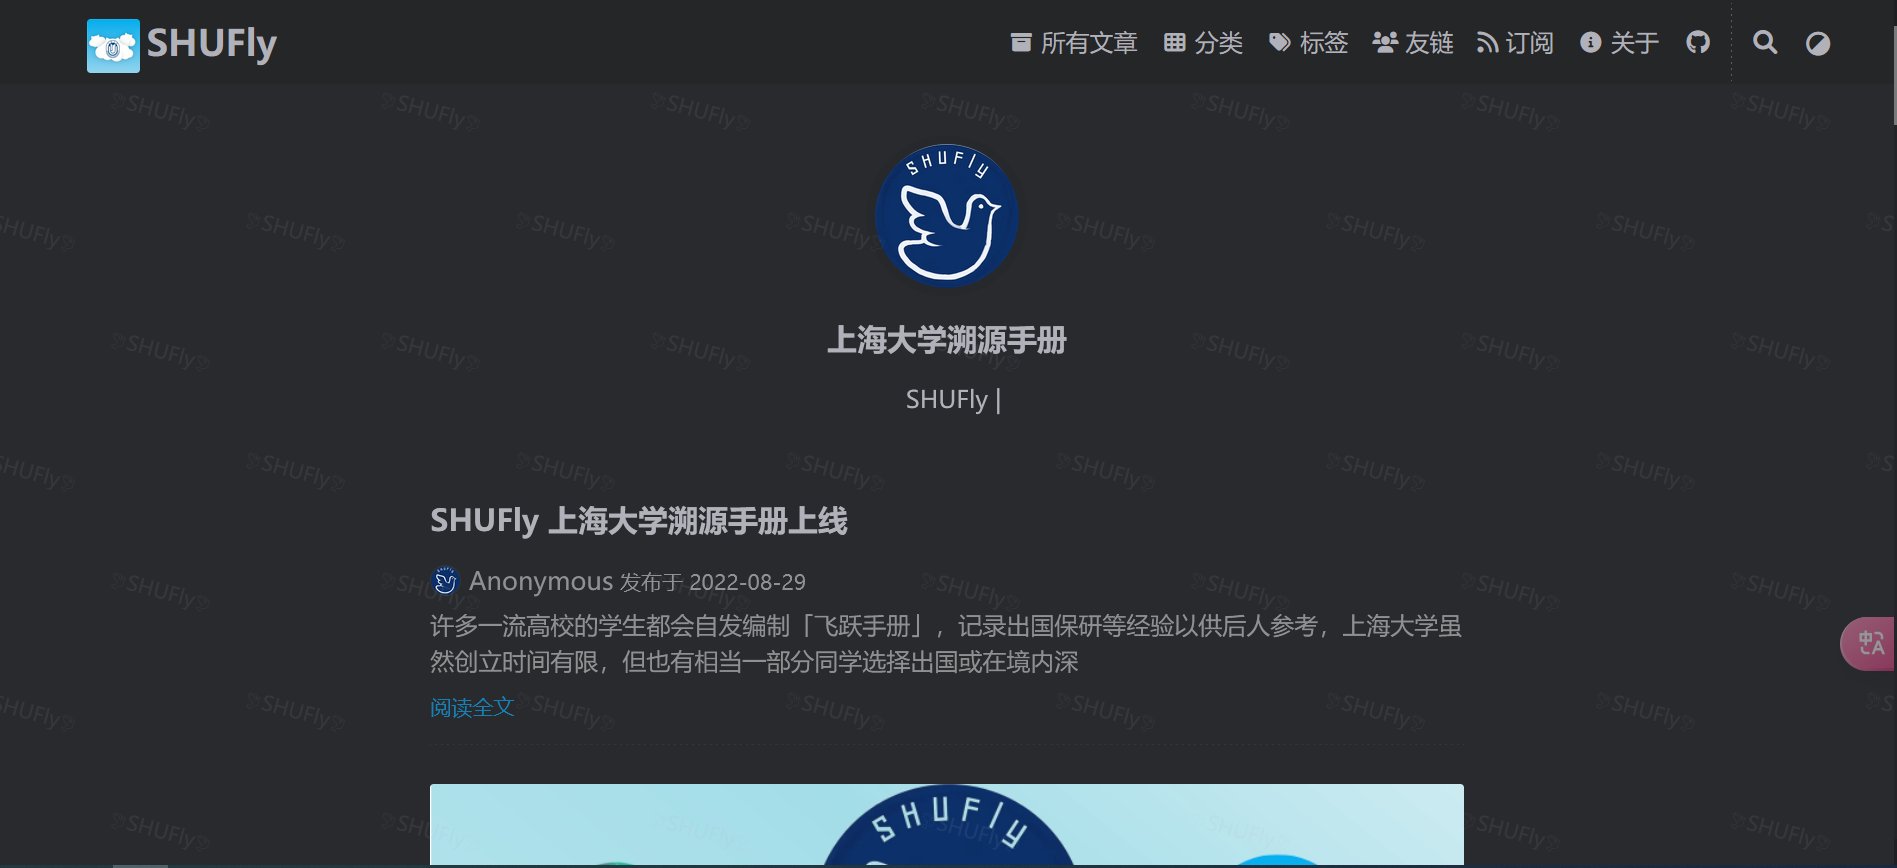 SHUFly
所有文章 分类 标签 友链 订阅 关于
SHUFly
上海大学溯源手册
SHUFly |
SHUFly 上海大学溯源手册上线
Anonymous 发布于 2022-08-29
许多一流高校的学生都会自发编制「飞跃手册」，记录出国保研等经验以供后人参考，上海大学虽
然创立时间有限，但也有相当一部分同学选择出国或在境内深
阅读全文
SHUFly